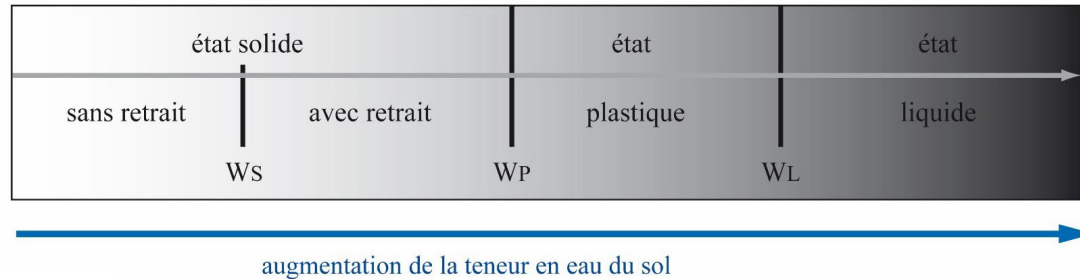 état solide état état
sans retrait avec retrait plastique liquide
WS WP WL
augmentation de la teneur en eau du sol